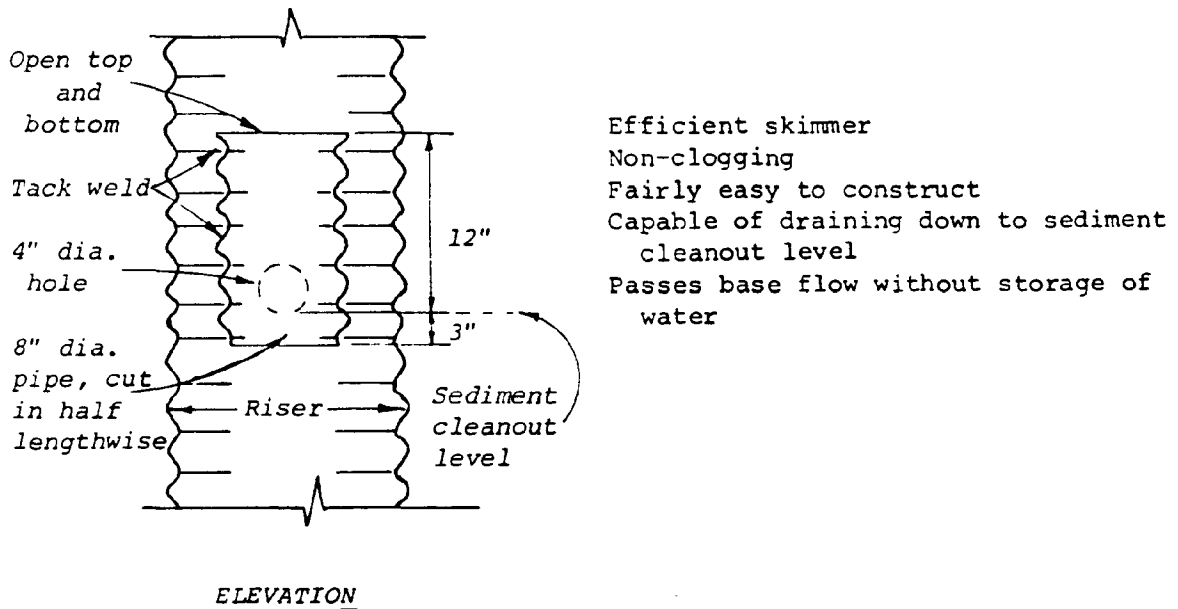 Open top
and
bottom
Tack weld
4" dia.
hole
8" dia.
pipe, cut
in half
lengthwise
Riser
12"
3"
Sediment
cleanout
level
Efficient skimmer
Non-clogging
Fairly easy to construct
Capable of draining down to sediment
cleanout level
Passes base flow without storage of
water
ELEVATION